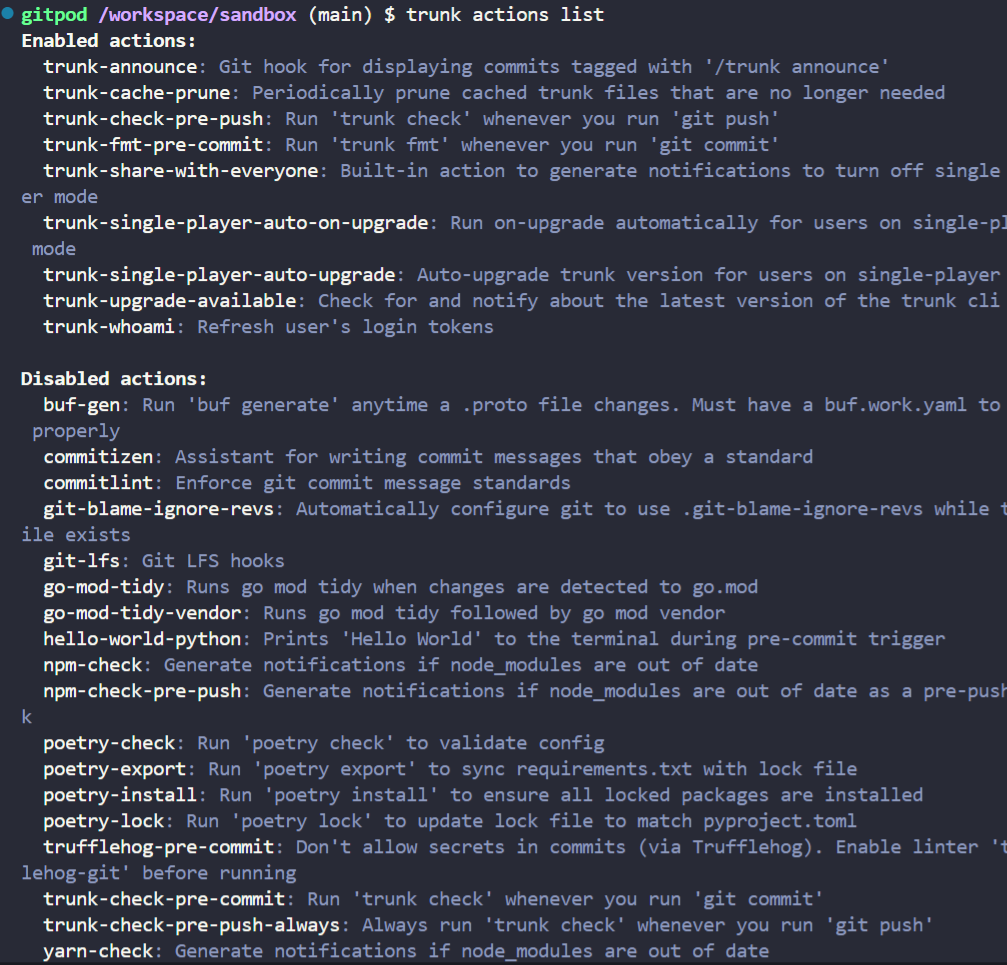 gitpod /workspace/sandbox (main) $ trunk actions list
Enabled actions:
trunk-announce: Git hook for displaying commits tagged with '/trunk announce'
trunk-cache-prune: Periodically prune cached trunk files that are no longer needed
trunk-check-pre-push: Run 'trunk check' whenever you run 'git push'
trunk-fmt-pre-commit: Run 'trunk fmt' whenever you run 'git commit'
trunk-share-with-everyone: Built-in action to generate notifications to turn off single
er mode
trunk-single-player-auto-on-upgrade: Run on-upgrade automatically for users on single-pl
mode
trunk-single-player-auto-upgrade: Auto-upgrade trunk version for users on single-player
trunk-upgrade-available: Check for and notify about the latest version of the trunk cli
trunk-whoami: Refresh user's login tokens
Disabled actions:
buf-gen: Run 'buf generate' anytime a .proto file changes. Must have a buf.work.yaml to
properly
commitizen: Assistant for writing commit messages that obey a standard
commitlint: Enforce git commit message standards
git-blame-ignore-revs: Automatically configure git to use .git-blame-ignore-revs while t
ile exists
git-lfs: Git LFS hooks
go-mod-tidy: Runs go mod tidy when changes are detected to go.mod
go-mod-tidy-vendor: Runs go mod tidy followed by go mod vendor
hello-world-python: Prints 'Hello World' to the terminal during pre-commit trigger
npm-check: Generate notifications if node_modules are out of date
npm-check-pre-push: Generate notifications if node_modules are out of date as a pre-push
k
poetry-check: Run 'poetry check' to validate config
poetry-export: Run 'poetry export' to sync requirements.txt with lock file
poetry-install: Run 'poetry install' to ensure all locked packages are installed
poetry-lock: Run 'poetry lock' to update lock file to match pyproject.toml
trufflehog-pre-commit: Don't allow secrets in commits (via Trufflehog). Enable linter 't
lehog-git' before running
trunk-check-pre-commit: Run 'trunk check' whenever you run 'git commit'
trunk-check-pre-push-always: Always run 'trunk check' whenever you run 'git push'
yarn-check: Generate notifications if node_modules are out of date